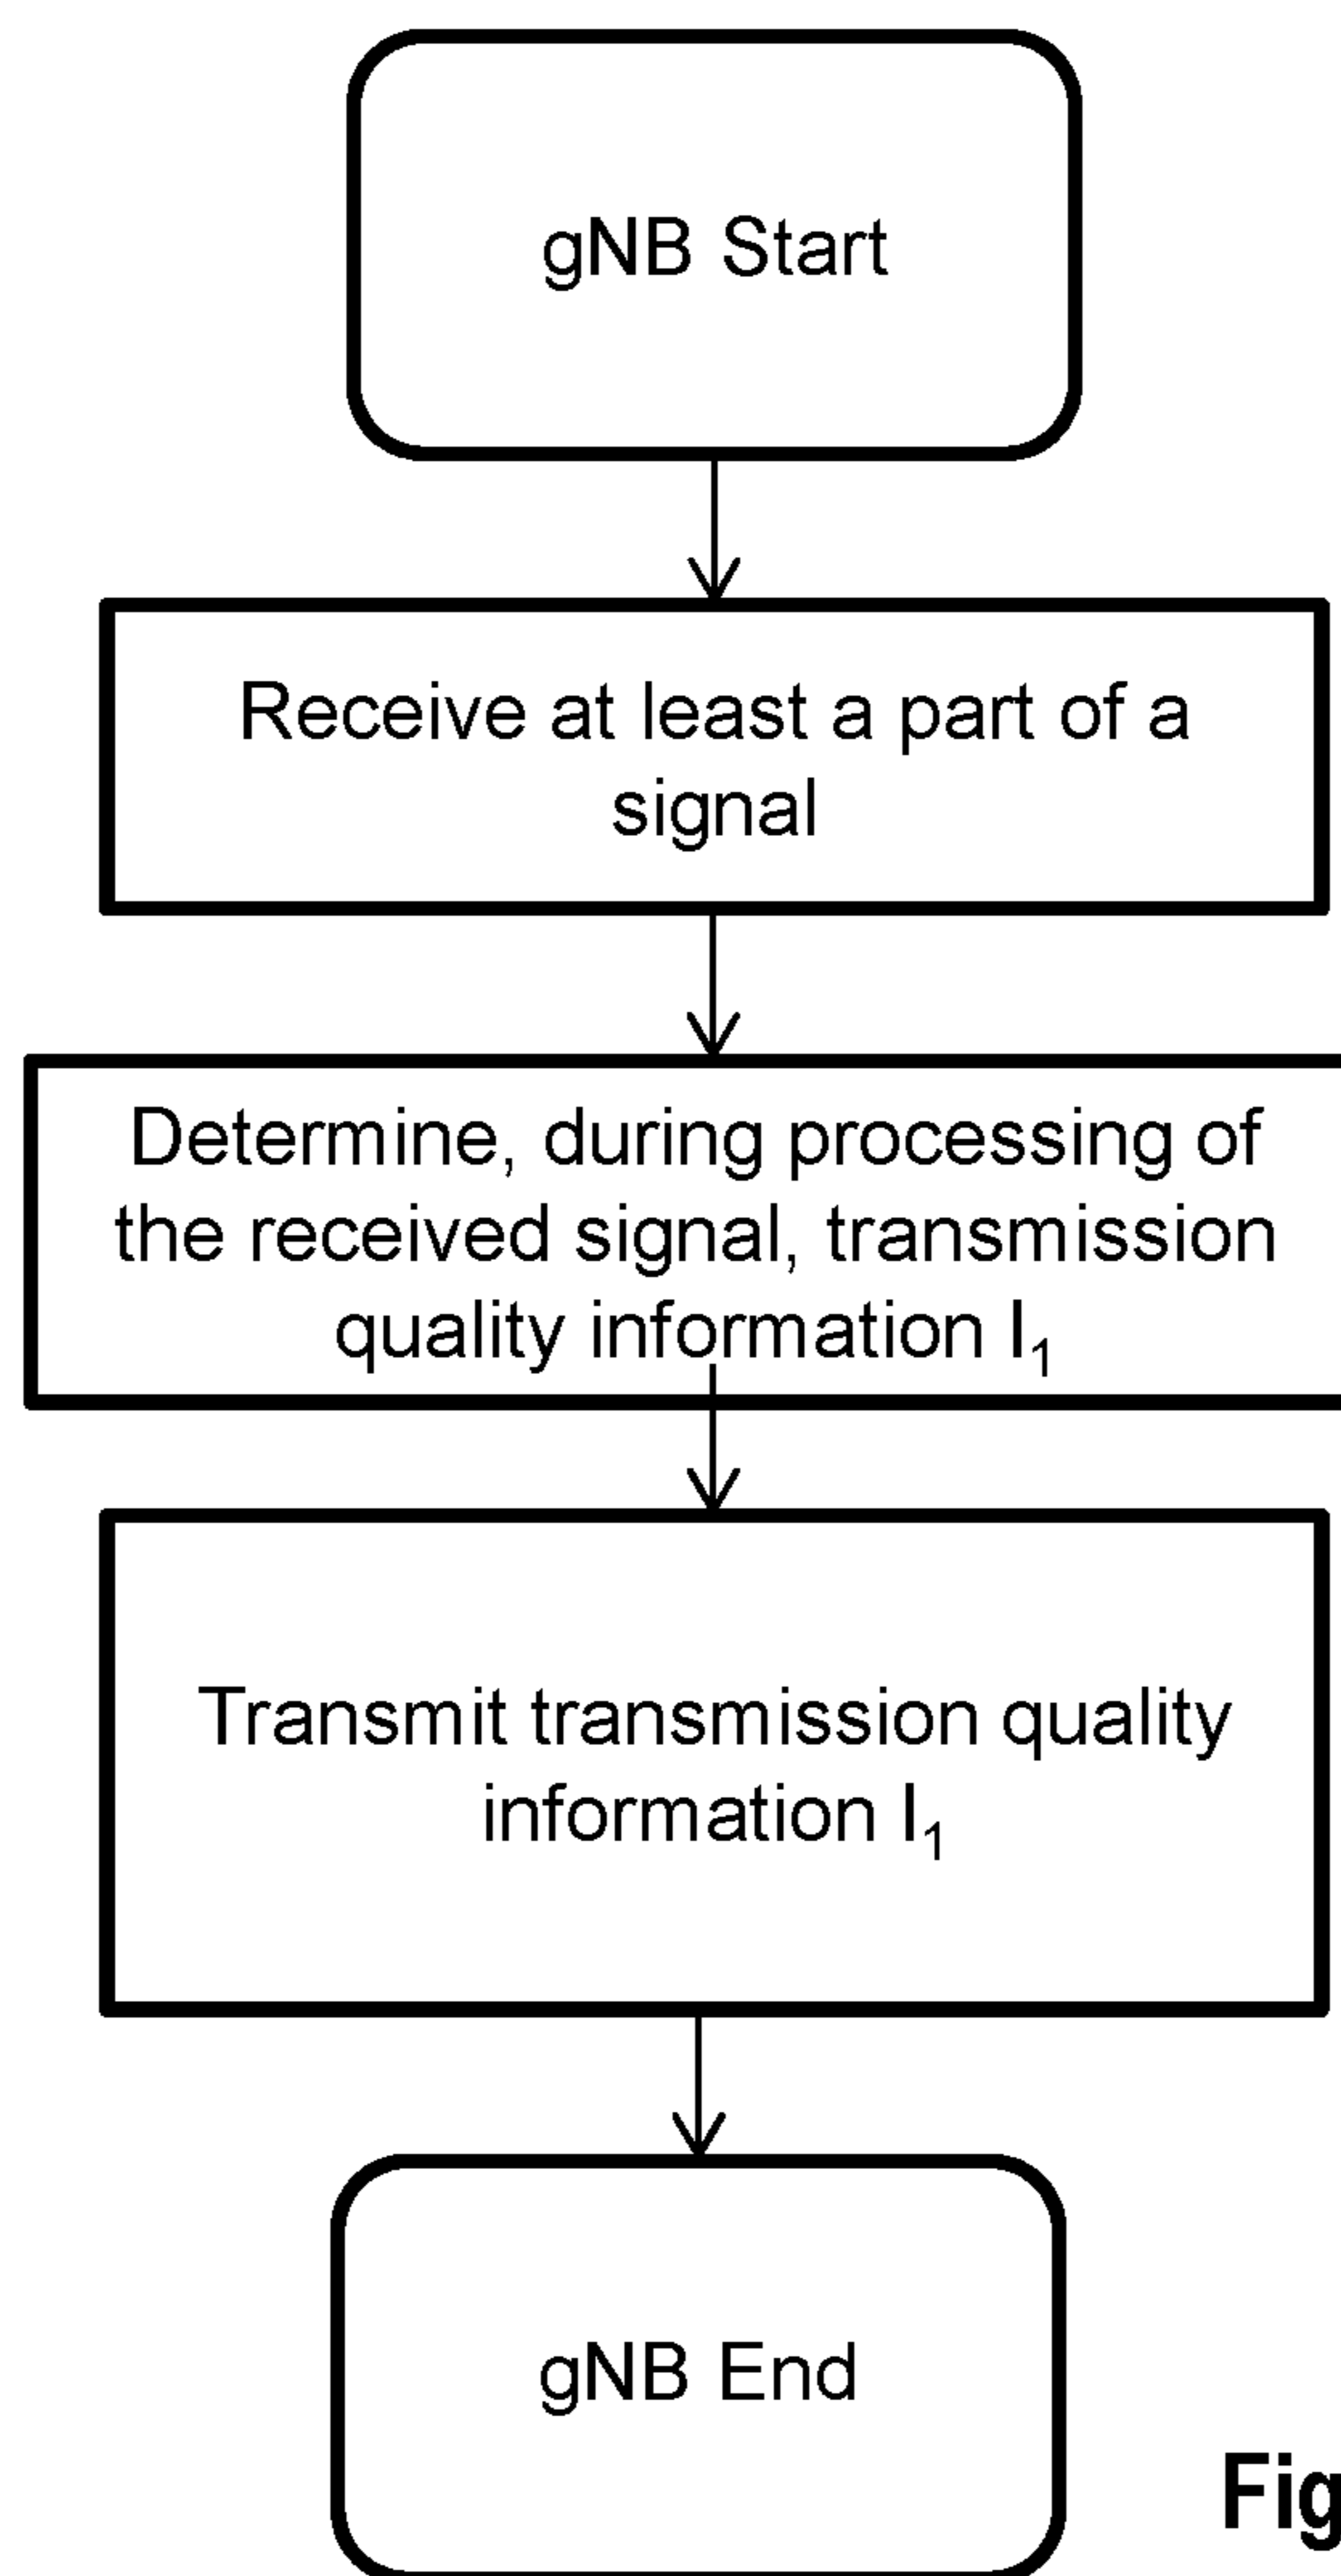 gNB Start
Receive at least a part of a
signal
Determine, during processing of
the received signal, transmission
quality information I₁
Transmit transmission quality
information I₁
gNB End
Fig